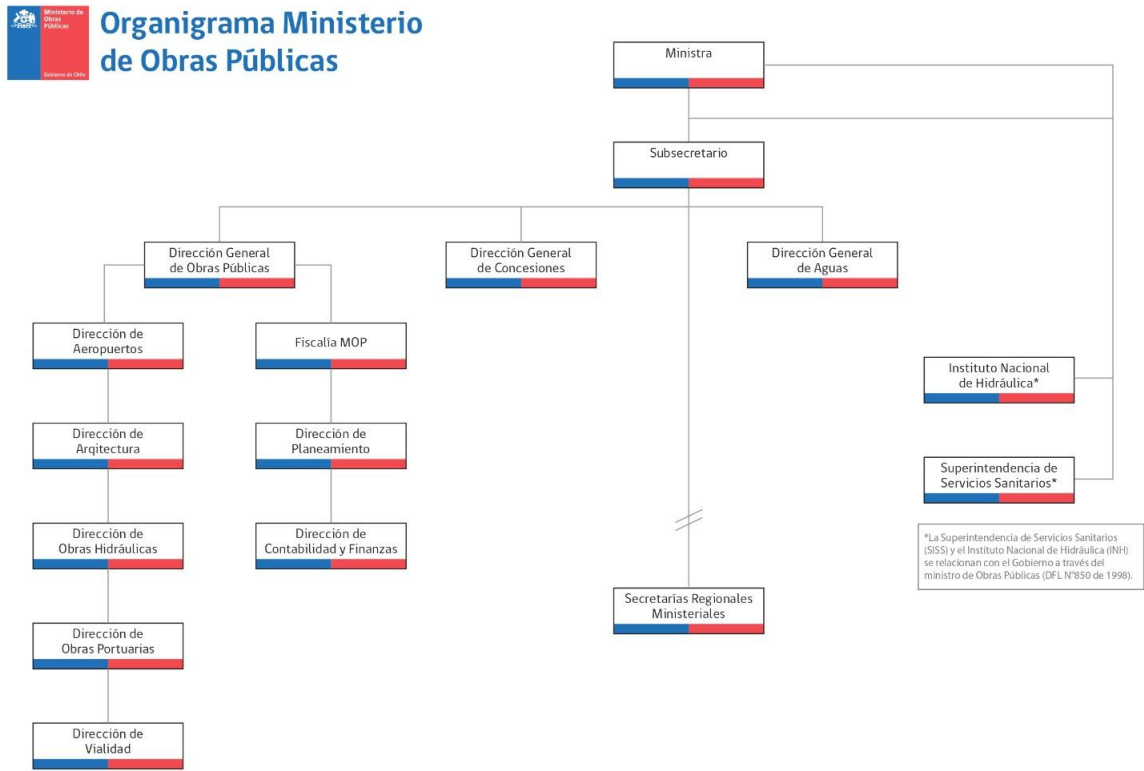 Ministerio de
Obras
Públicas
Gobierno de Chile
Organigrama Ministerio
de Obras Públicas
Ministra
Subsecretario
Dirección General
de Obras Públicas
Dirección General
de Concesiones
Dirección General
de Aguas
Dirección de
Aeropuertos
Fiscalía MOP
Instituto Nacional
de Hidráulica*
Dirección de
Arqitectura
Dirección de
Planeamiento
Superintendencia de
Servicios Sanitarios*
Dirección de
Obras Hidráulicas
Dirección de
Contabilidad y Finanzas
*La Superintendencia de Servicios Sanitarios
(SISS) y el Instituto Nacional de Hidráulica (INH)
se relacionan con el Gobierno a través del
ministro de Obras Públicas (DFL N°850 de 1998).
Secretarías Regionales
Ministeriales
Dirección de
Obras Portuarias
Dirección de
Vialidad